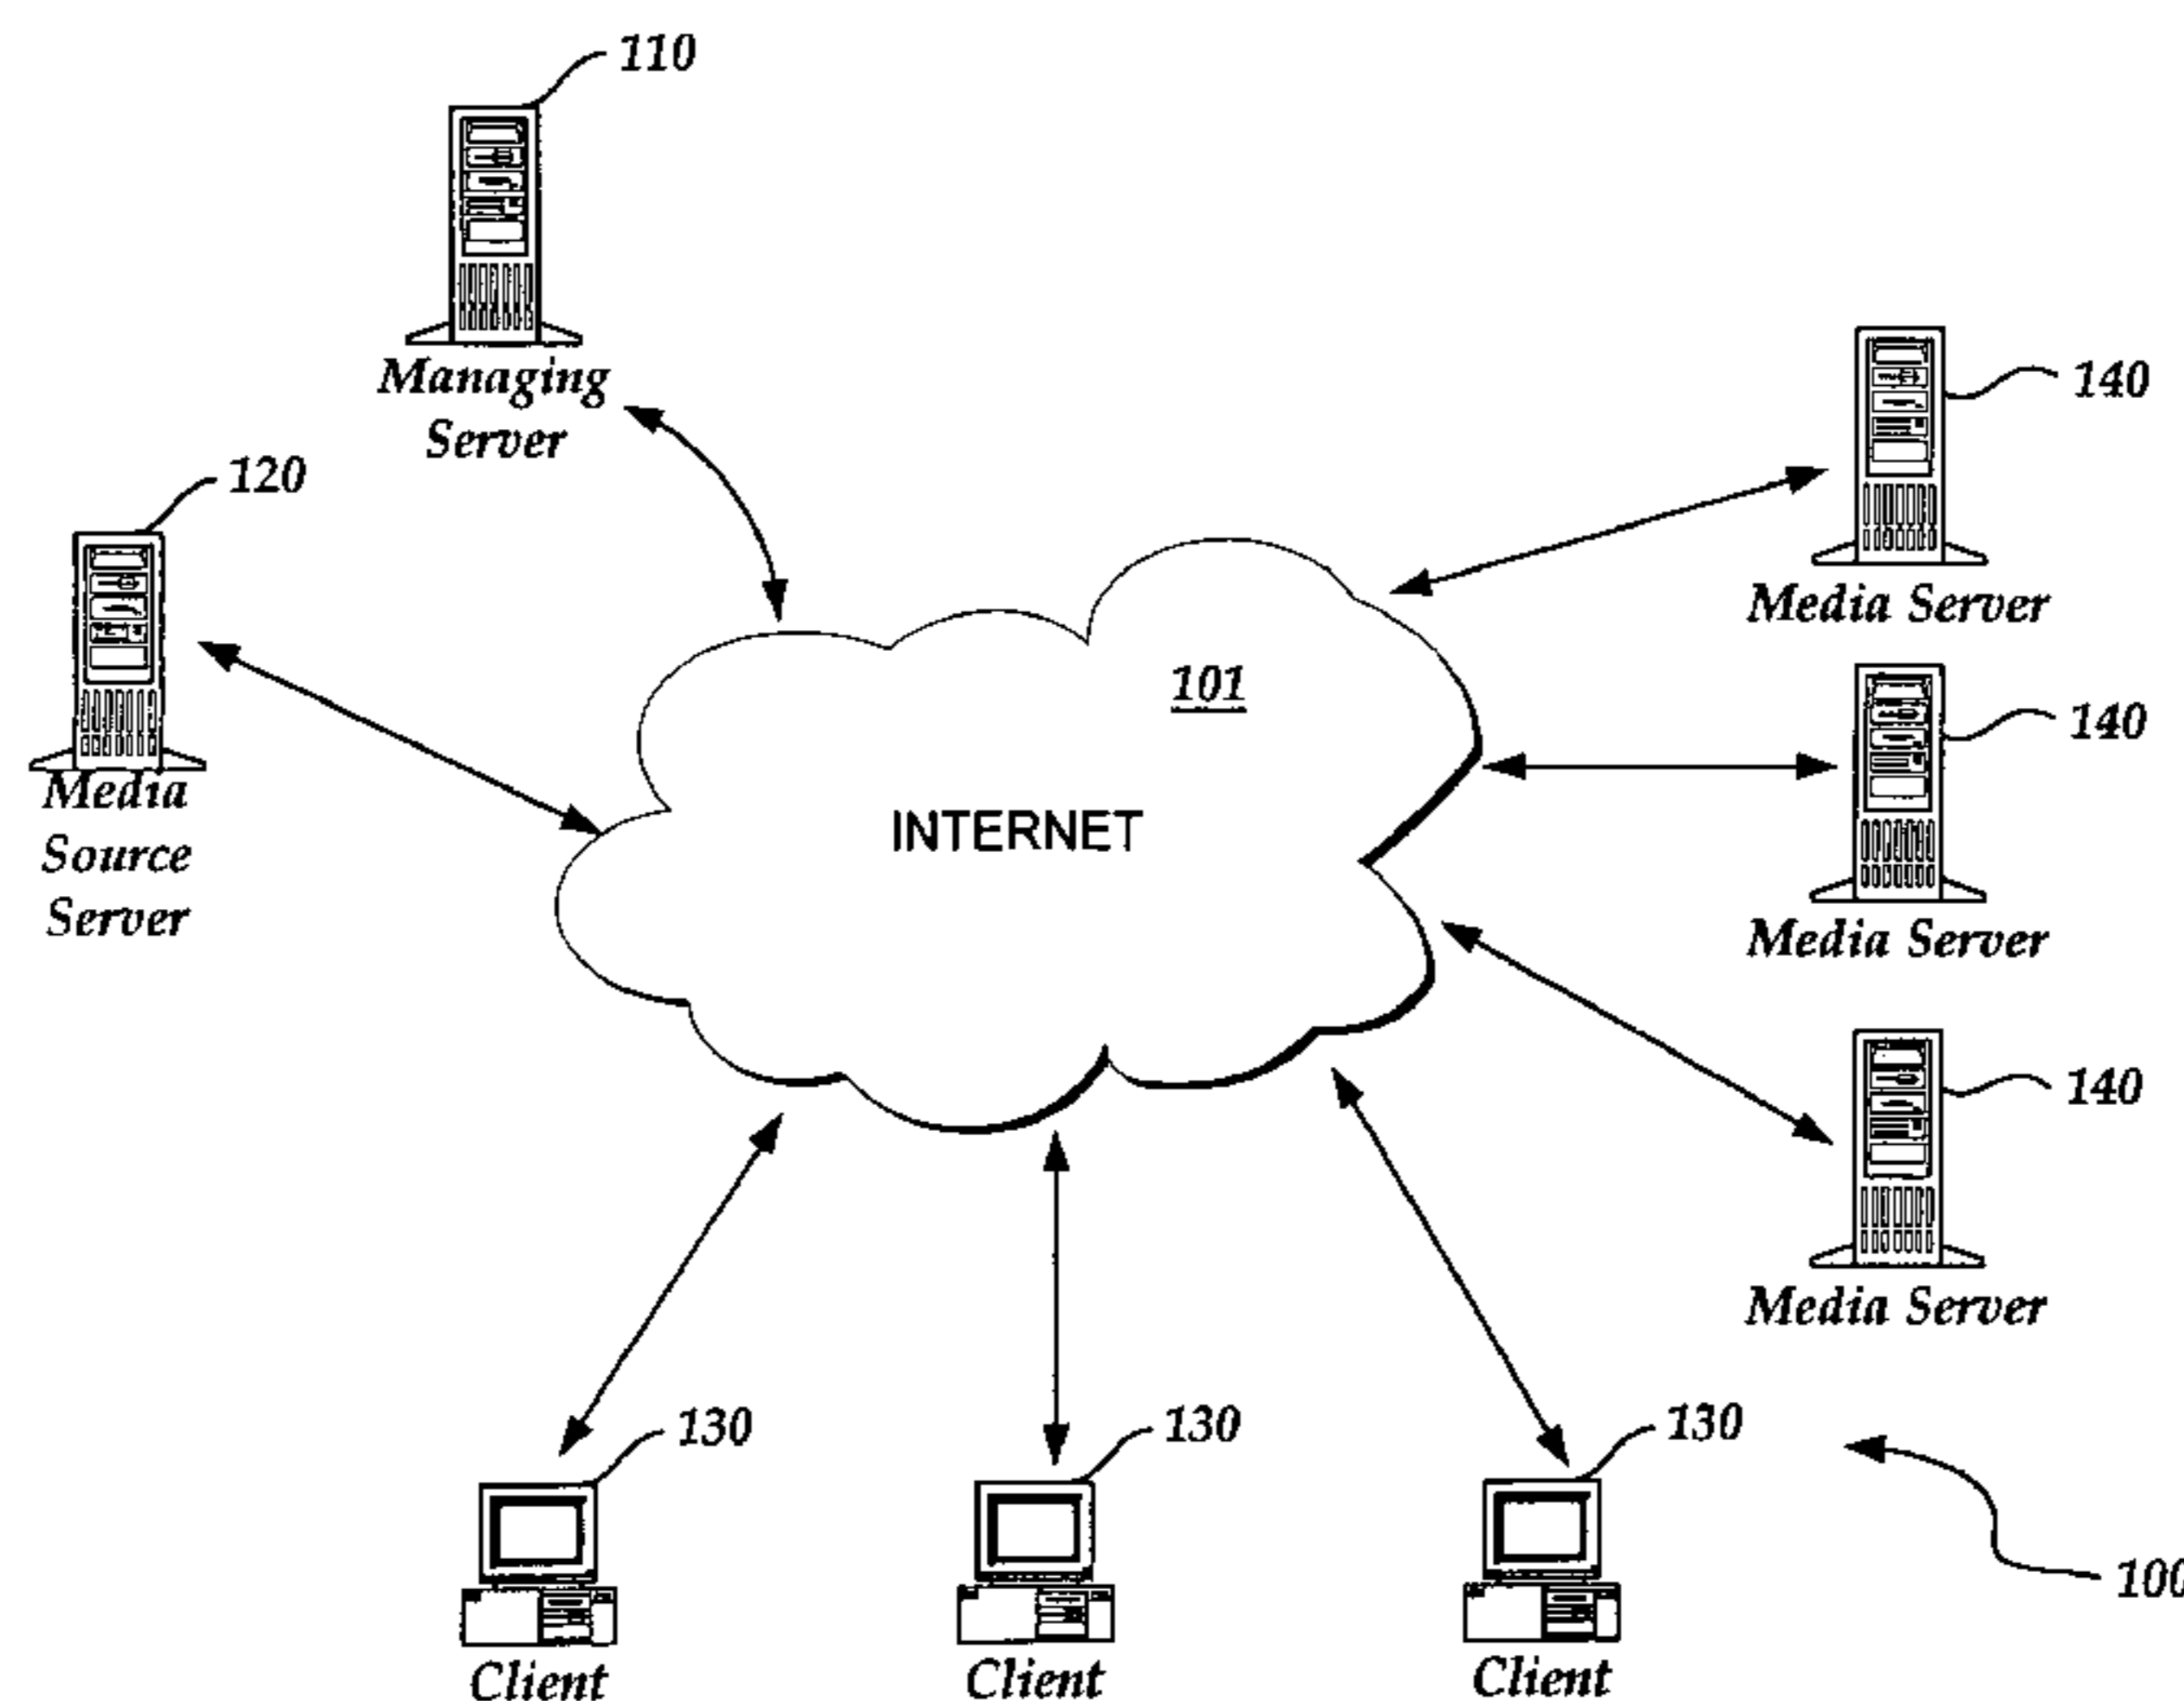 110
Managing
Server
120
Media
Source
Server
140
Media Server
101
140
Media Server
INTERNET
140
Media Server
130
Client
130
Client
130
Client
100